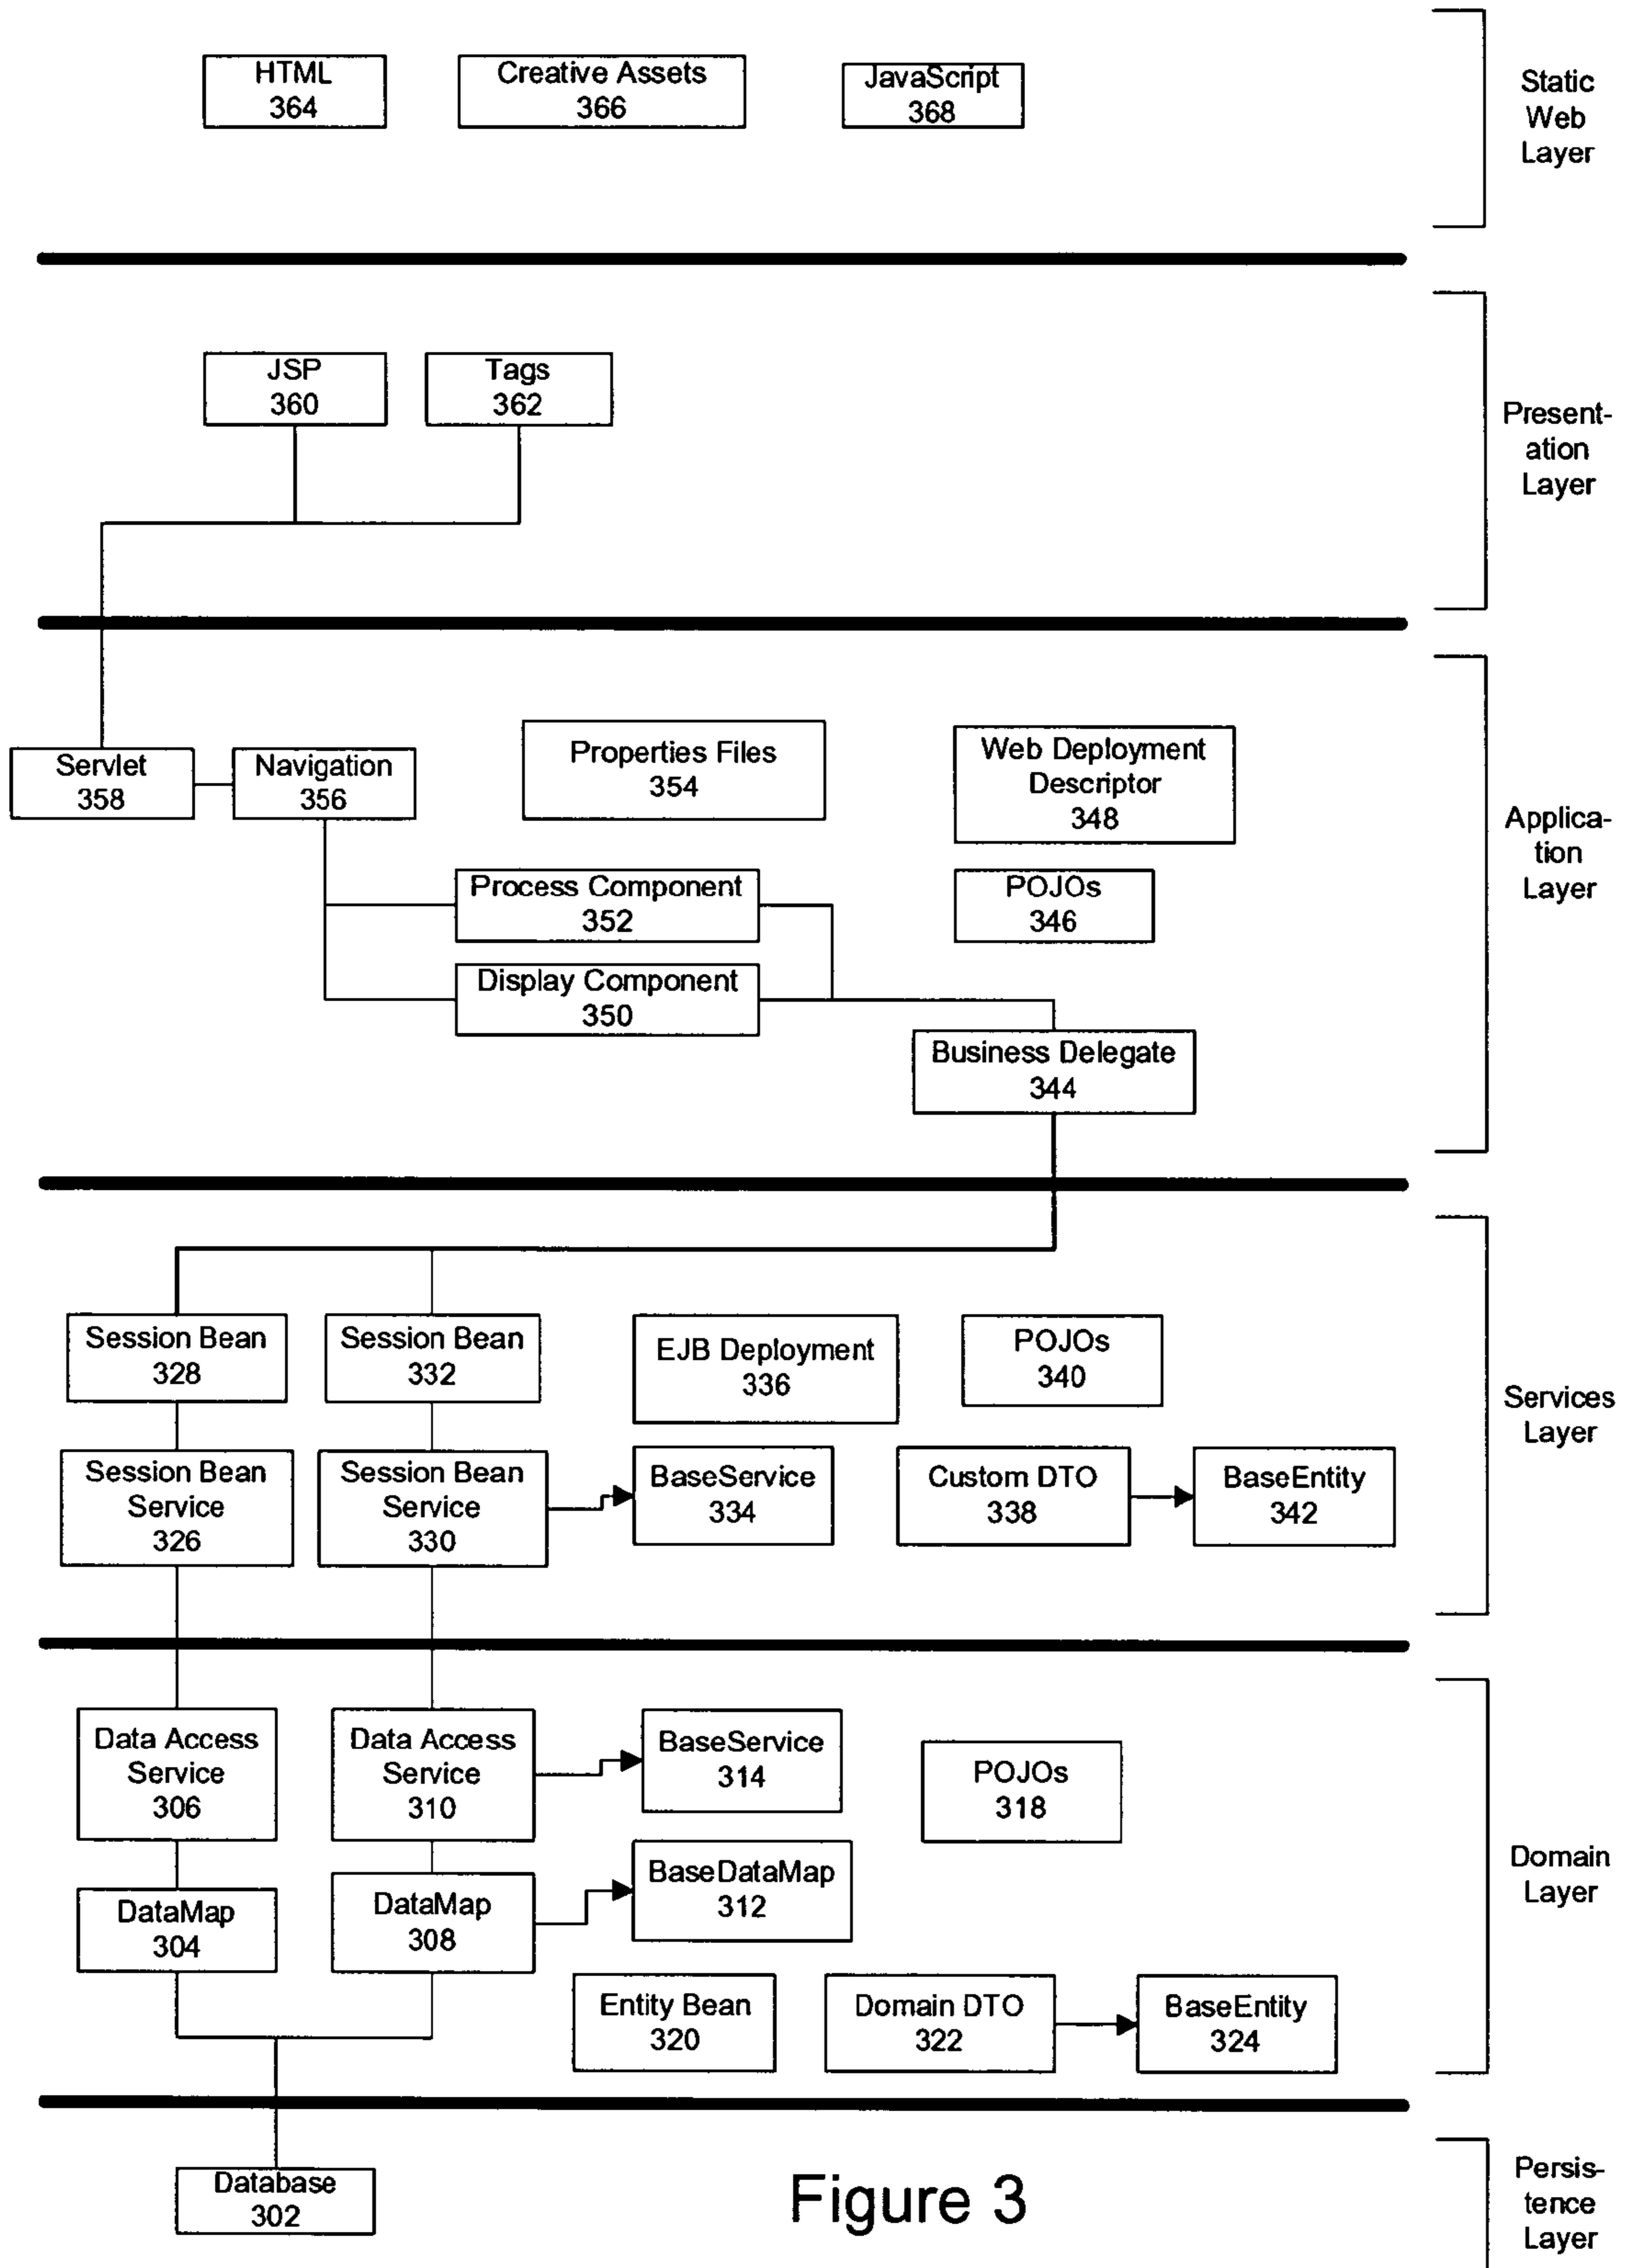 HTML
364
Creative Assets
366
JavaScript
368
Static
Web
Layer
JSP
360
Tags
362
Present-
ation
Layer
Servlet
358
Navigation
356
Properties Files
354
Web Deployment
Descriptor
348
Process Component
352
POJOs
346
Display Component
350
Business Delegate
344
Applica-
tion
Layer
Session Bean
328
Session Bean
332
EJB Deployment
336
POJOs
340
Session Bean
Service
326
Session Bean
Service
330
BaseService
334
Custom DTO
338
BaseEntity
342
Services
Layer
Data Access
Service
306
Data Access
Service
310
BaseService
314
POJOs
318
DataMap
304
DataMap
308
BaseDataMap
312
Entity Bean
320
Domain DTO
322
BaseEntity
324
Domain
Layer
Database
302
Figure 3
Persis-
tence
Layer